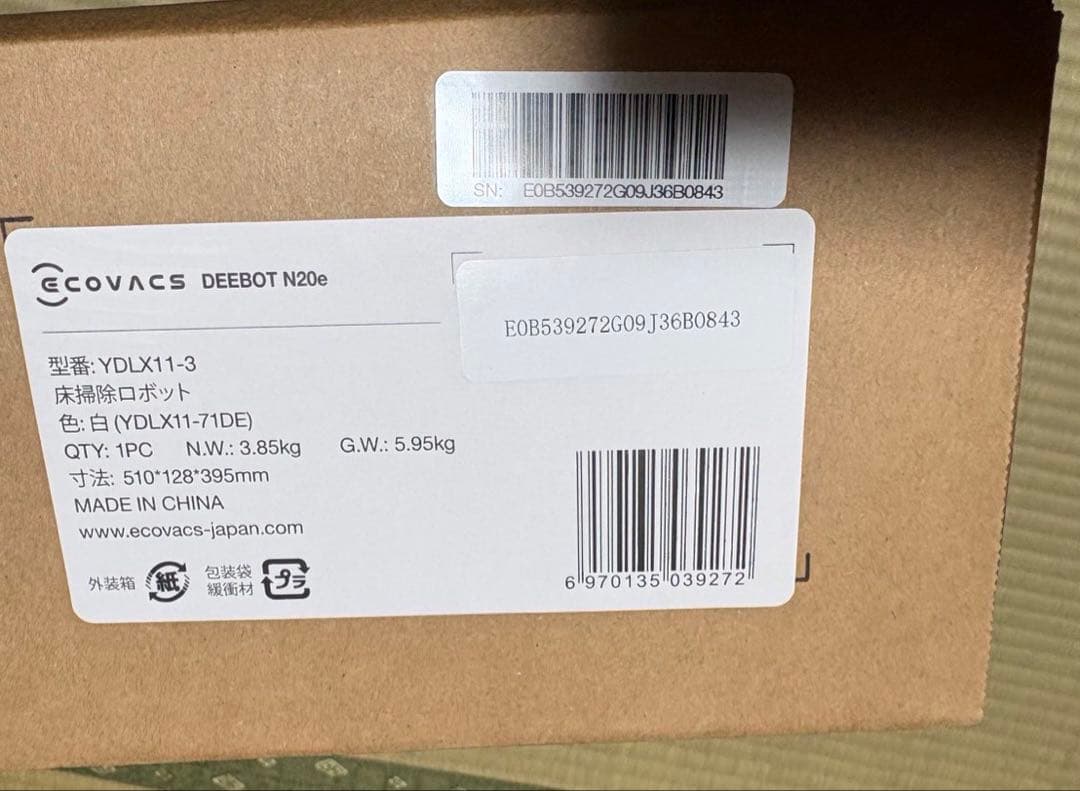 SN: E0B539272G09J36B0843
ECOVACS DEEBOT N20e
E0B539272G09J36B0843
型番: YDLX11-3
床掃除ロボット
色: 白 (YDLX11-71DE)
QTY: 1PC N.W.: 3.85kg G.W.: 5.95kg
寸法: 510*128*395mm
MADE IN CHINA
www.ecovacs-japan.com
外装箱 紙 包装袋 プラ
緩衝材
6 970135 039272